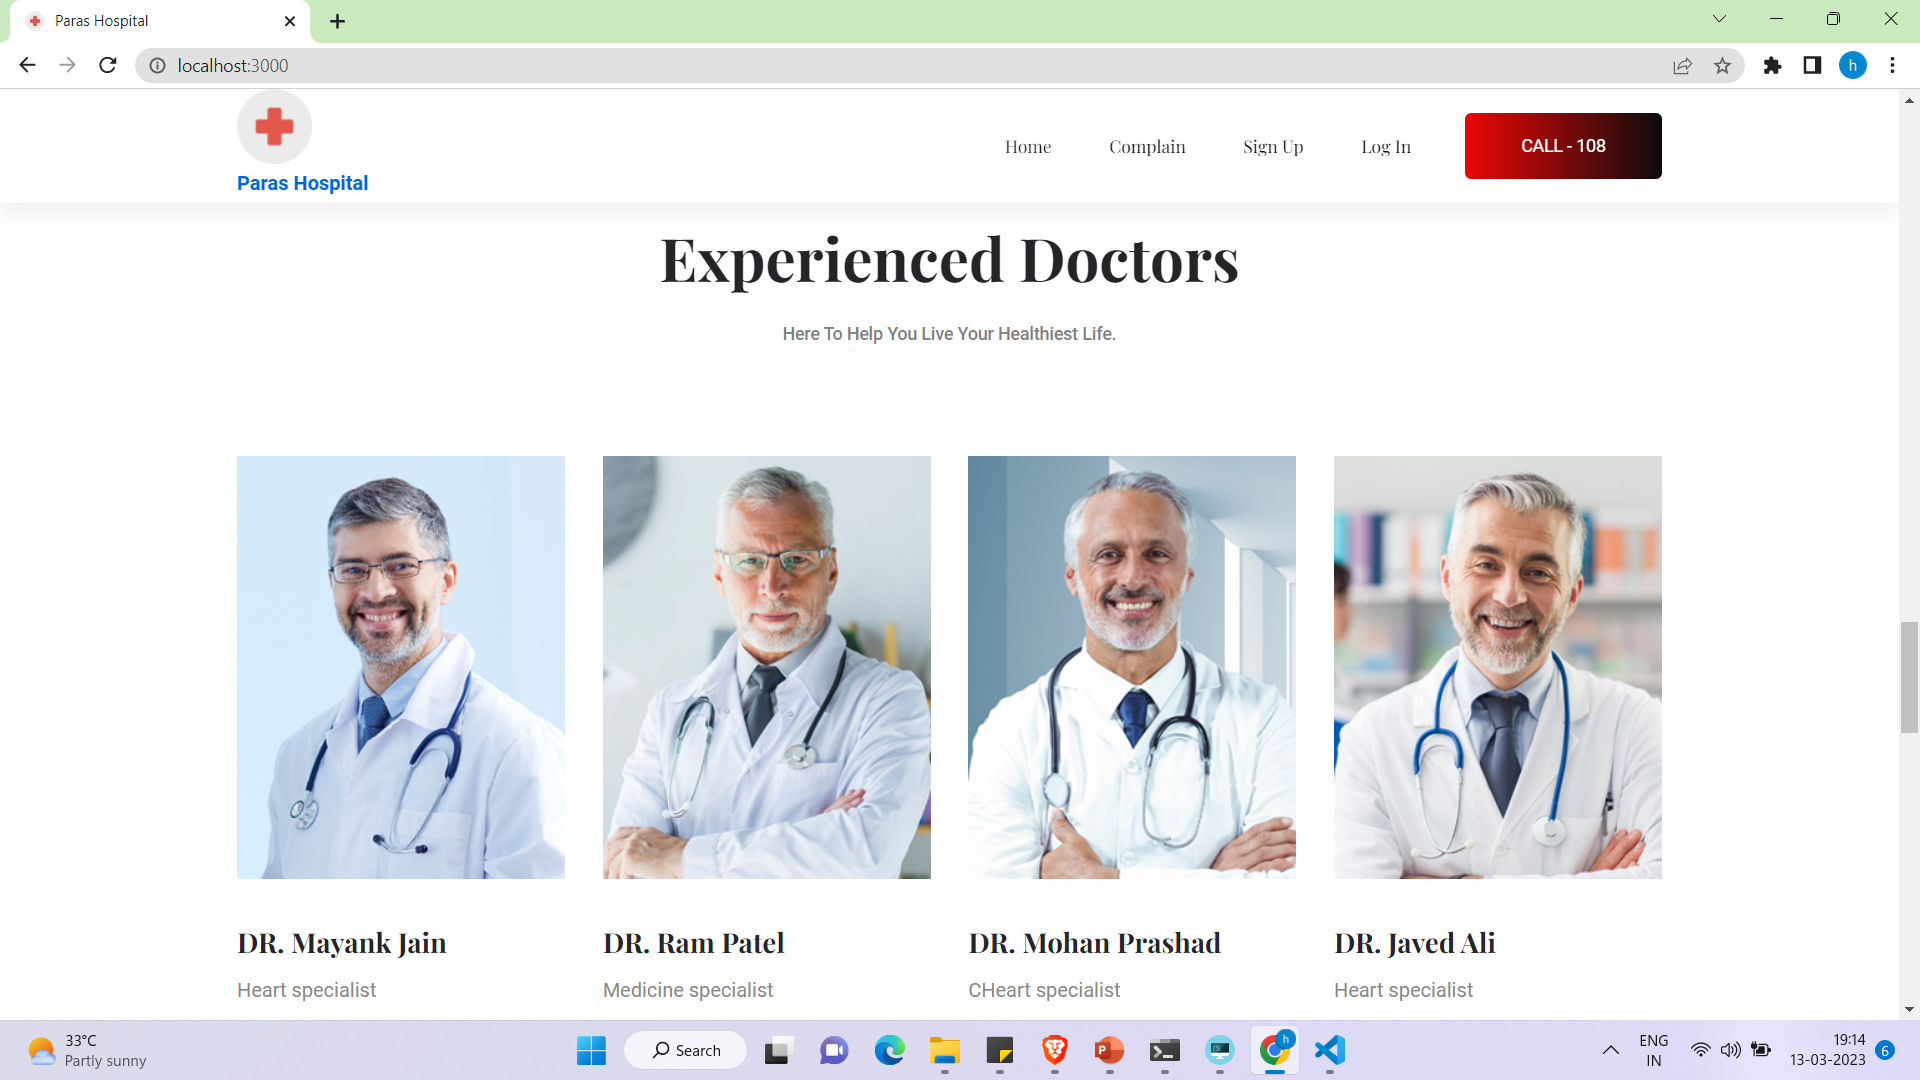 Paras Hospital
localhost:3000
h
Paras Hospital
Home Complain Sign Up Log In CALL - 108
Experienced Doctors
Here To Help You Live Your Healthiest Life.
DR. Mayank Jain DR. Ram Patel DR. Mohan Prashad DR. Javed Ali
Heart specialist Medicine specialist CHeart specialist Heart specialist
33°C
Partly sunny
Search
P
h
ENG
IN
19:14
13-03-2023
6